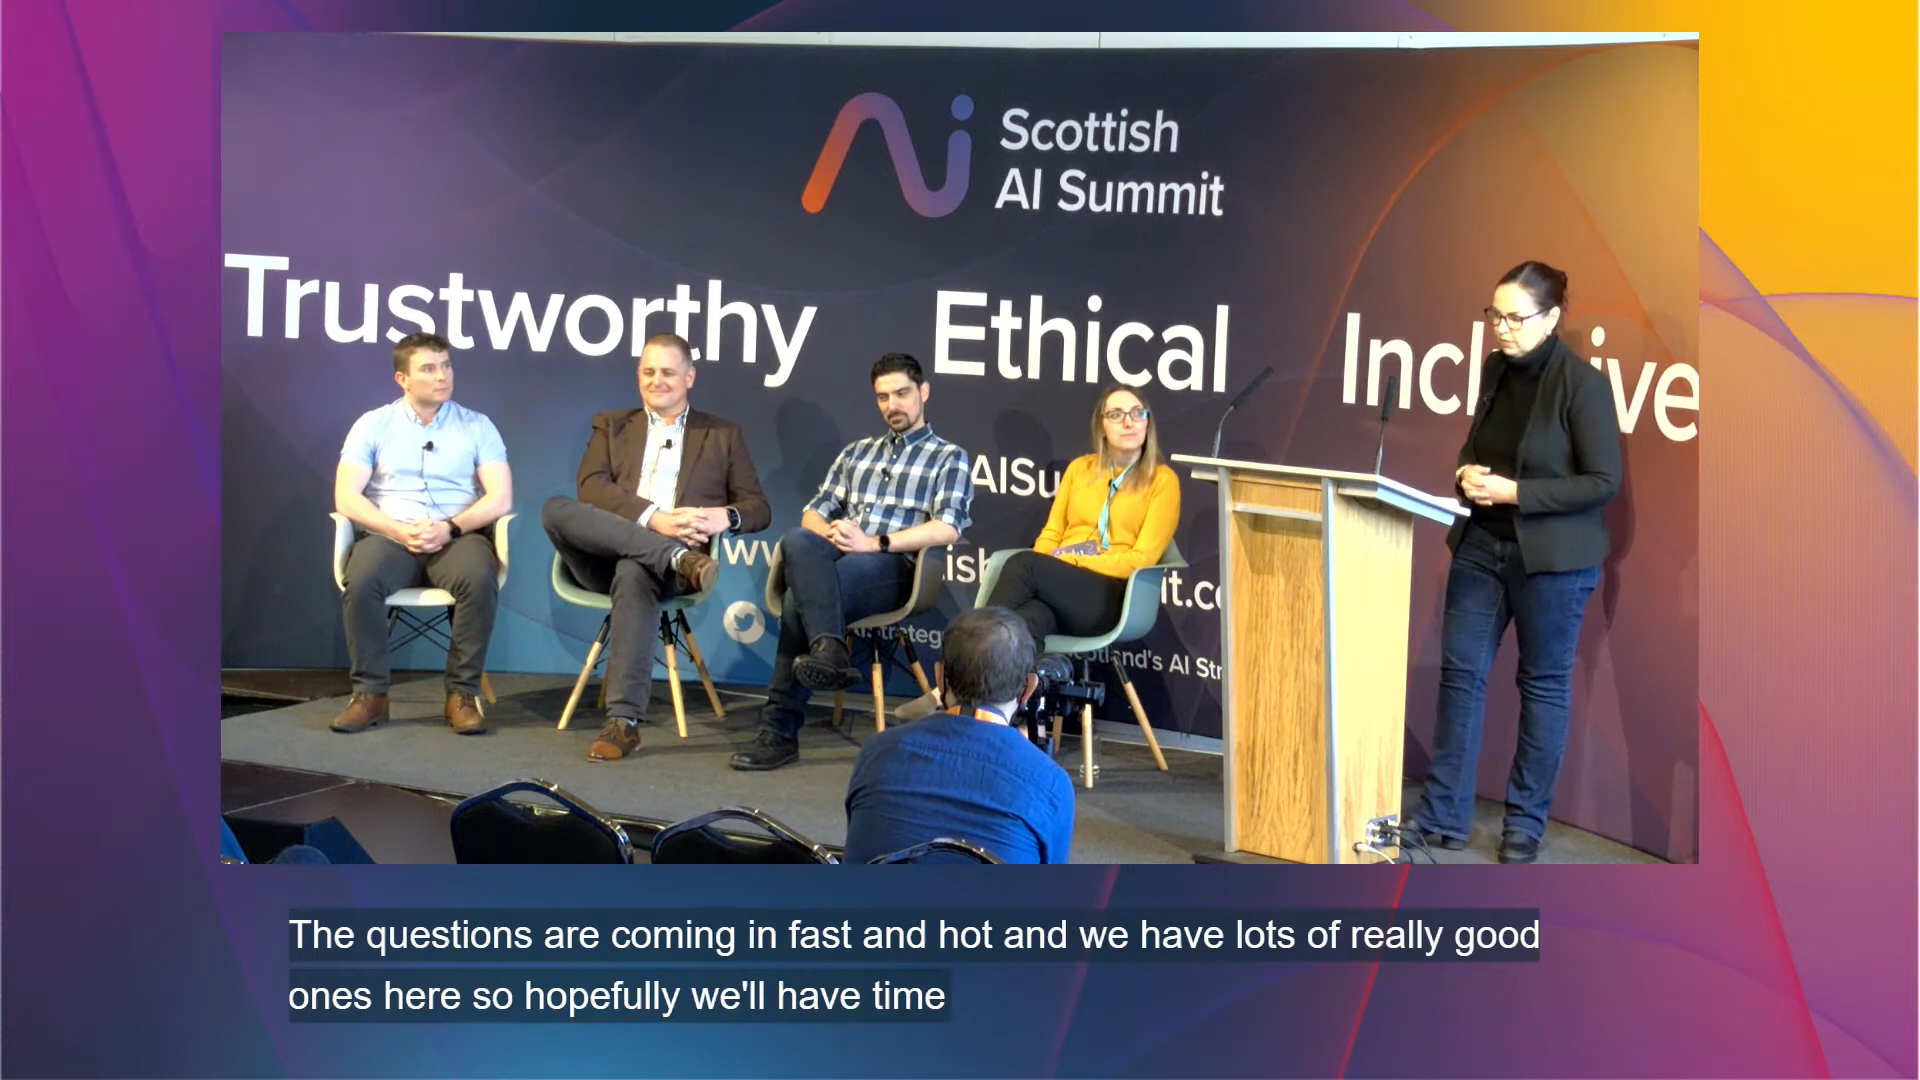 Scottish
AI Summit
Trustworthy Ethical
The questions are coming in fast and hot and we have lots of really good
ones here so hopefully we'll have time